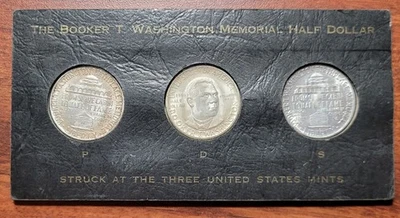 THE BOOKER T. WASHINGTON MEMORIAL HALF DOLLAR
P D S
STRUCK AT THE THREE UNITED STATES MINTS